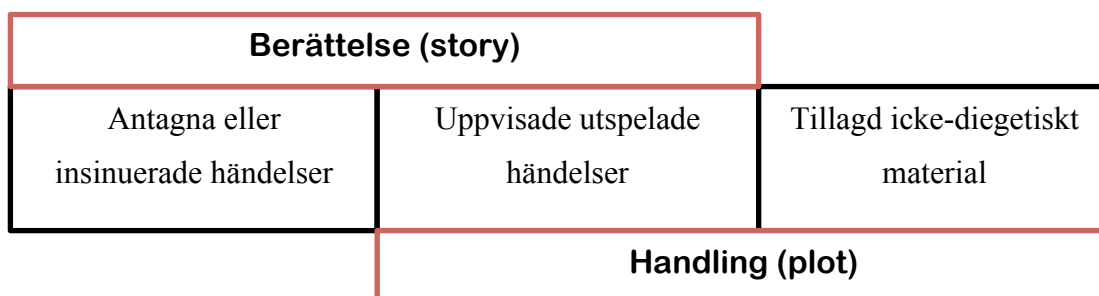 Berättelse (story)
Antagna eller
insinuerade händelser
Uppvisade utspelade
händelser
Tillagd icke-diegetiskt
material
Handling (plot)